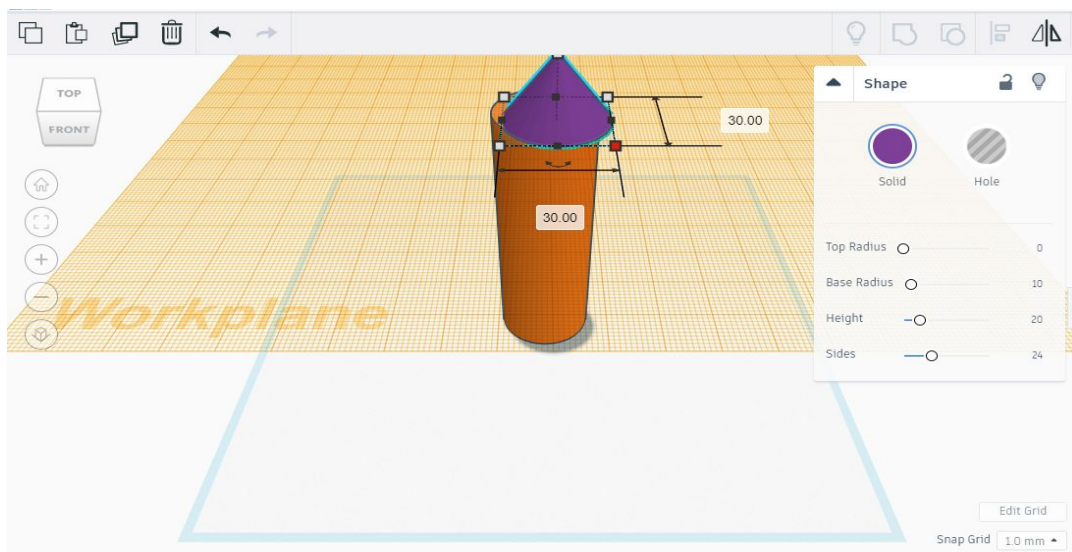 TOP
FRONT
Shape
30.00
Solid
Hole
30.00
Top Radius 0
Base Radius 10
Height 20
Sides 24
Workplane
Edit Grid
Snap Grid 1.0 mm